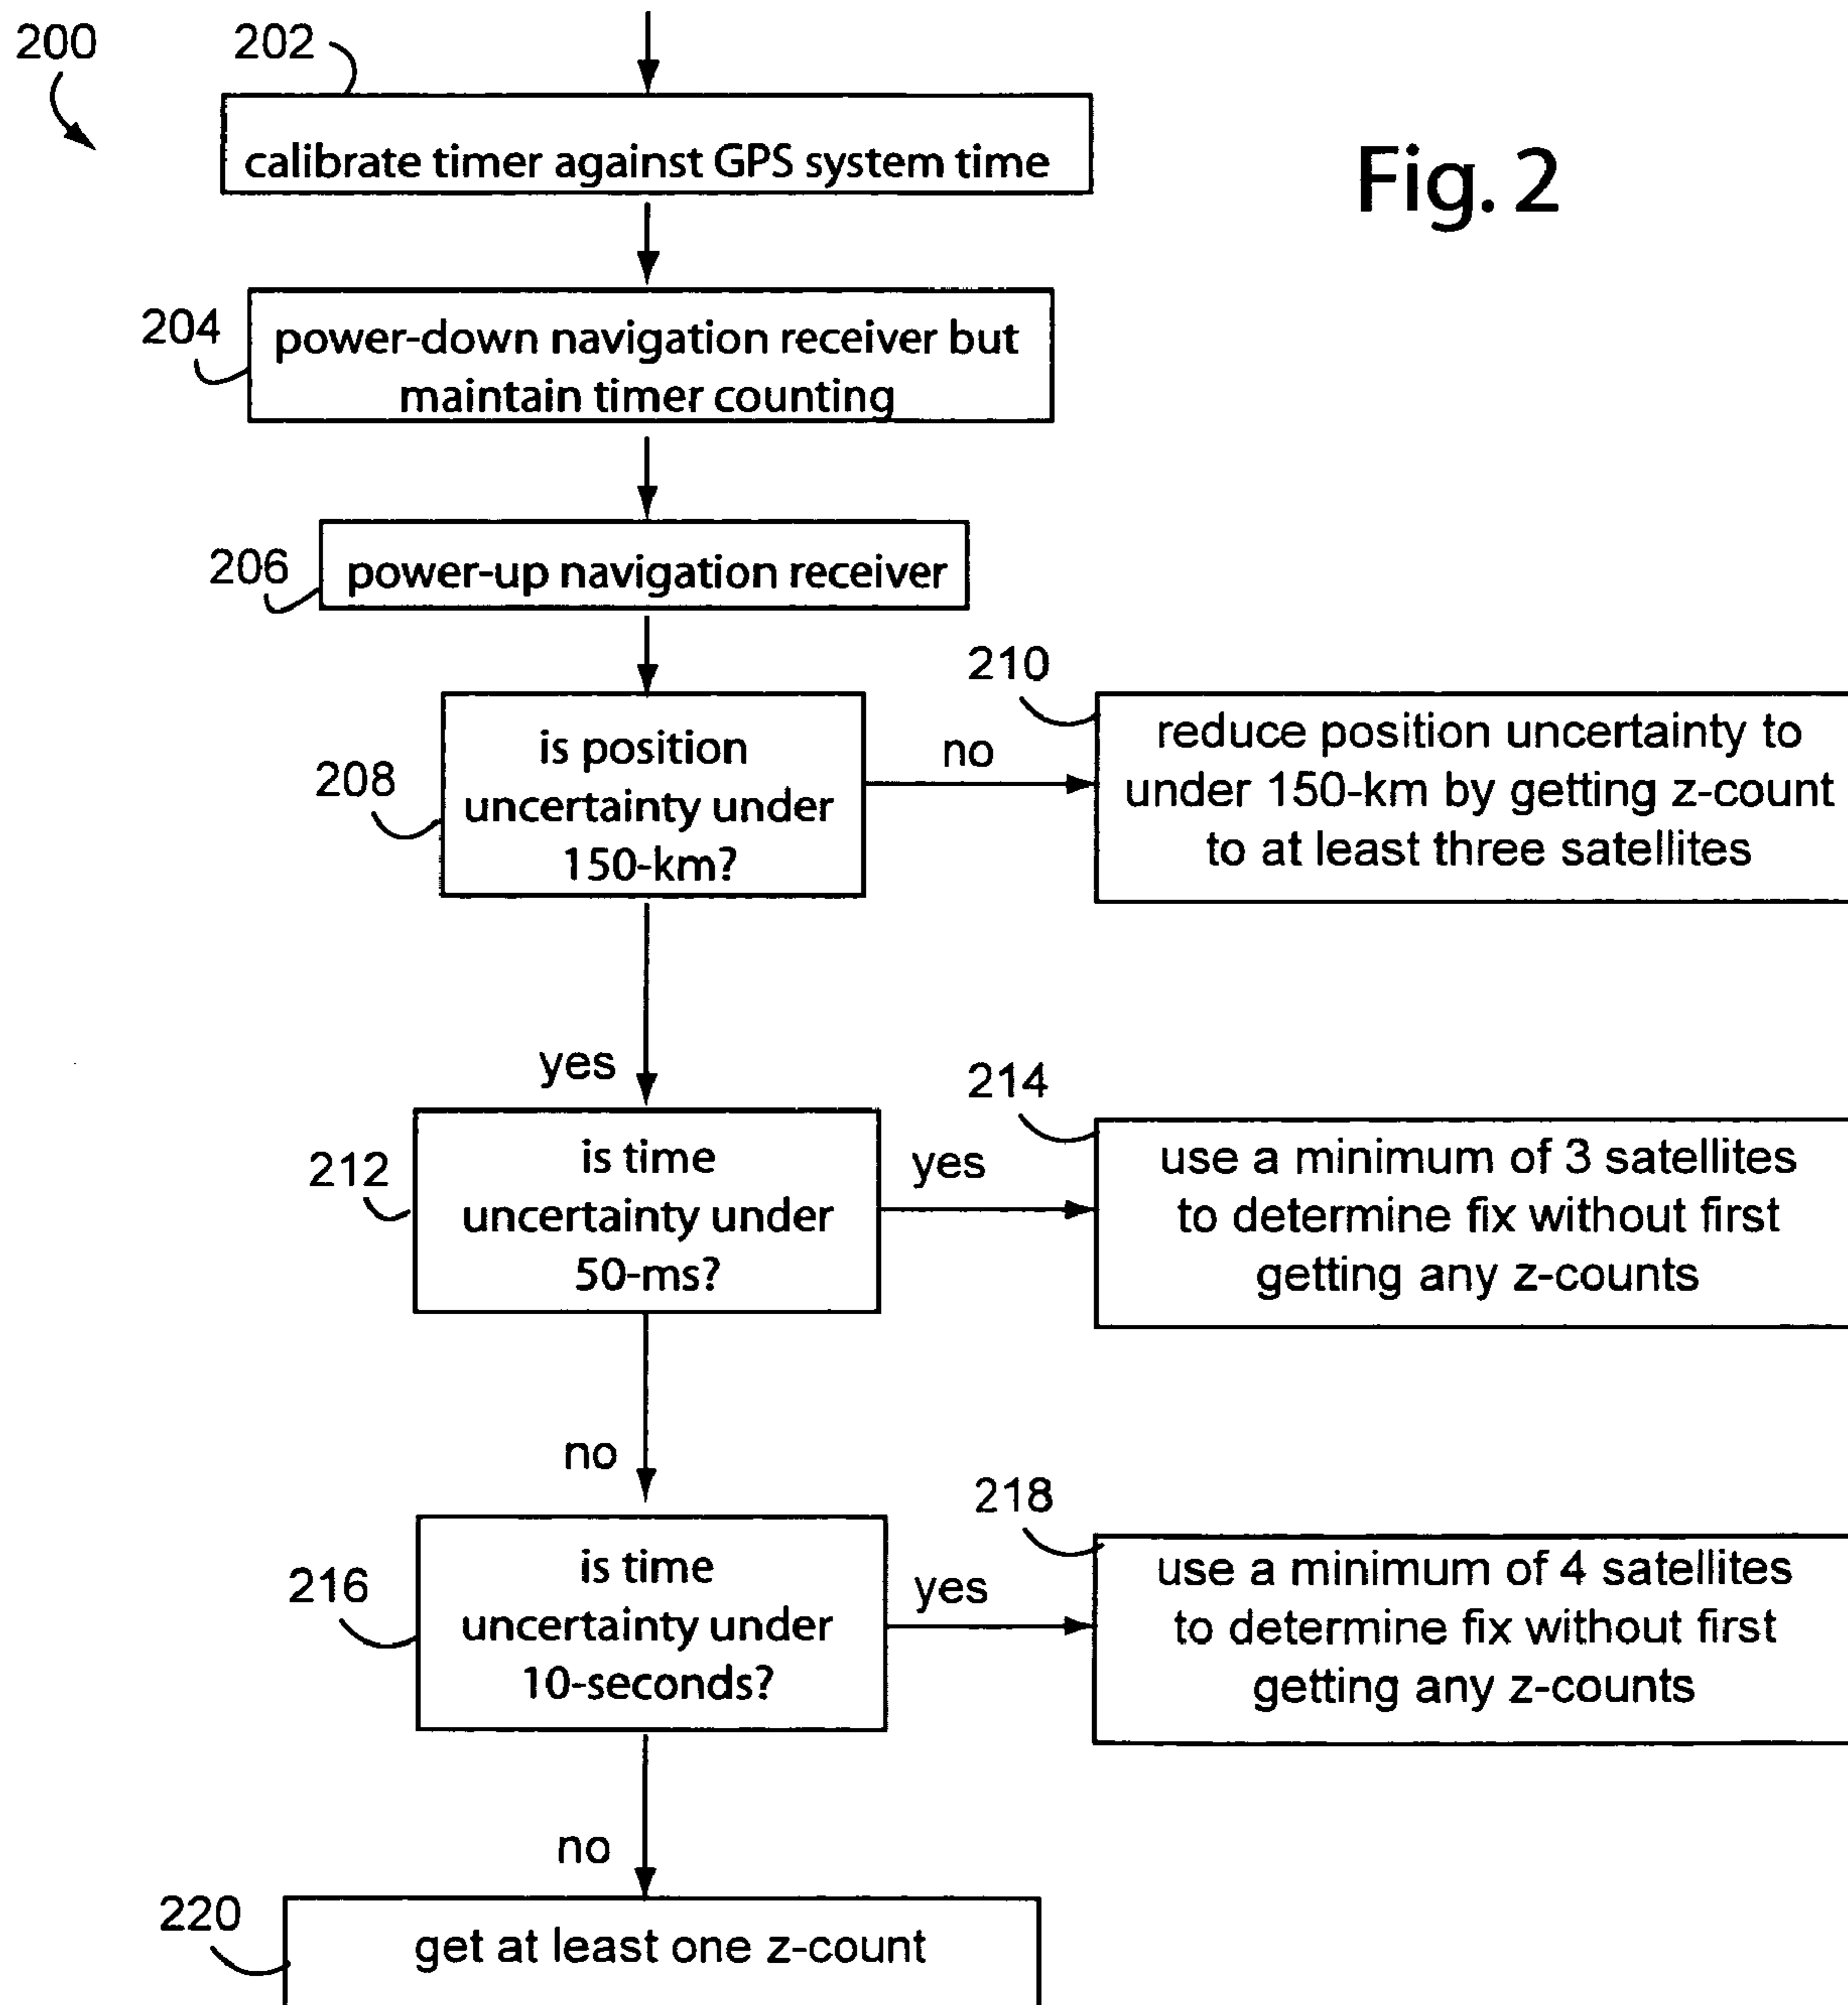 200
202
calibrate timer against GPS system time
Fig. 2
204
power-down navigation receiver but
maintain timer counting
206
power-up navigation receiver
208
is position
uncertainty under
150-km?
no
210
reduce position uncertainty to
under 150-km by getting z-count
to at least three satellites
yes
212
is time
uncertainty under
50-ms?
yes
214
use a minimum of 3 satellites
to determine fix without first
getting any z-counts
no
216
is time
uncertainty under
10-seconds?
yes
218
use a minimum of 4 satellites
to determine fix without first
getting any z-counts
no
220
get at least one z-count